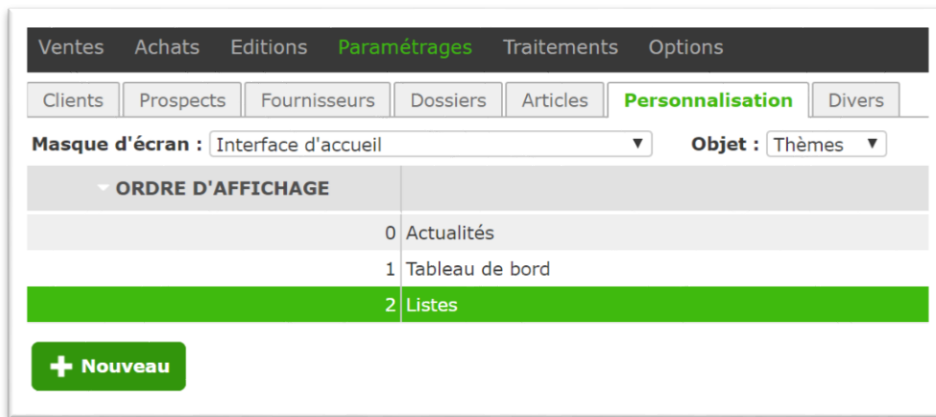 Ventes Achats Editions Paramétrages Traitements Options
Clients Prospects Fournisseurs Dossiers Articles Personnalisation Divers
Masque d'écran : Interface d'accueil Objet : Thèmes
ORDRE D'AFFICHAGE
0 Actualités
1 Tableau de bord
2 Listes
Nouveau